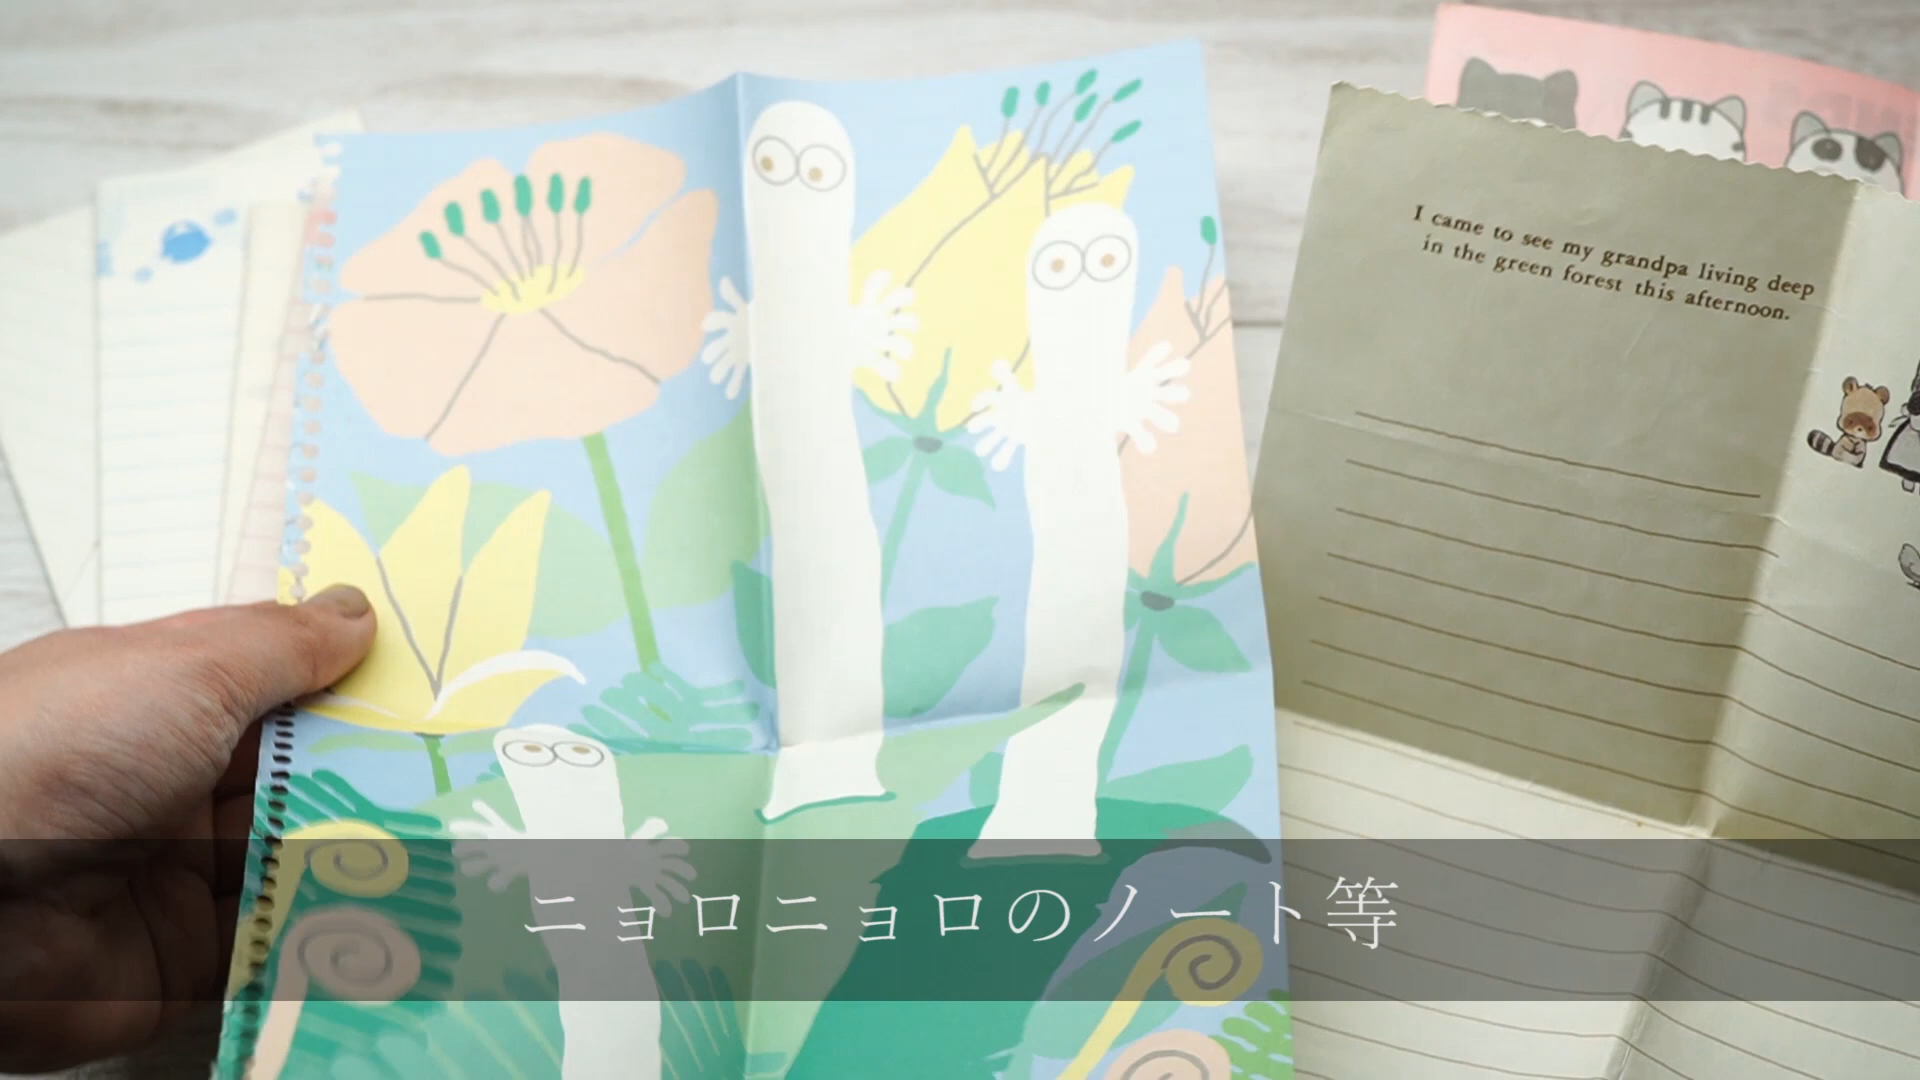 I came to see my grandpa living deep
in the green forest this afternoon.
ニョロニョロのノート等